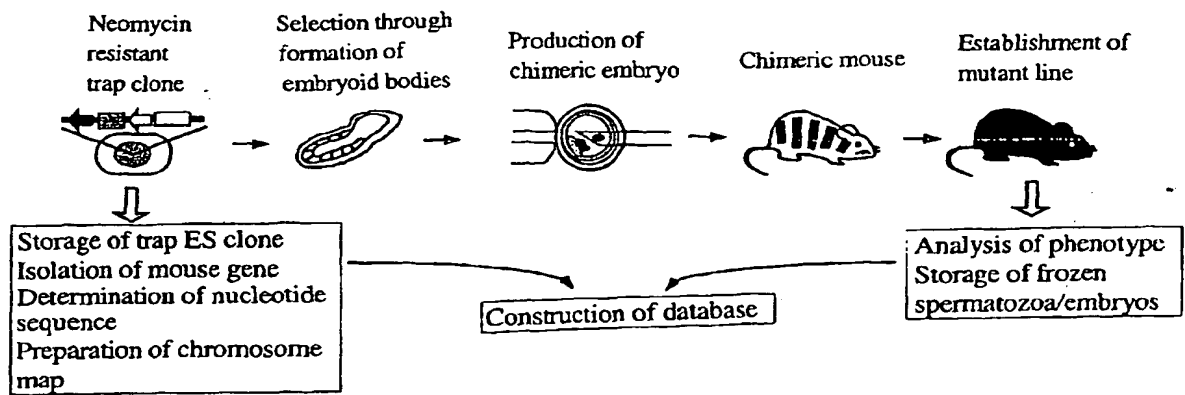 Neomycin
resistant
trap clone
Selection through
formation of
embryoid bodies
Production of
chimeric embryo
Chimeric mouse
Establishment of
mutant line
Storage of trap ES clone
Isolation of mouse gene
Determination of nucleotide
sequence
Preparation of chromosome
map
Construction of database
Analysis of phenotype
Storage of frozen
spermatozoa/embryos